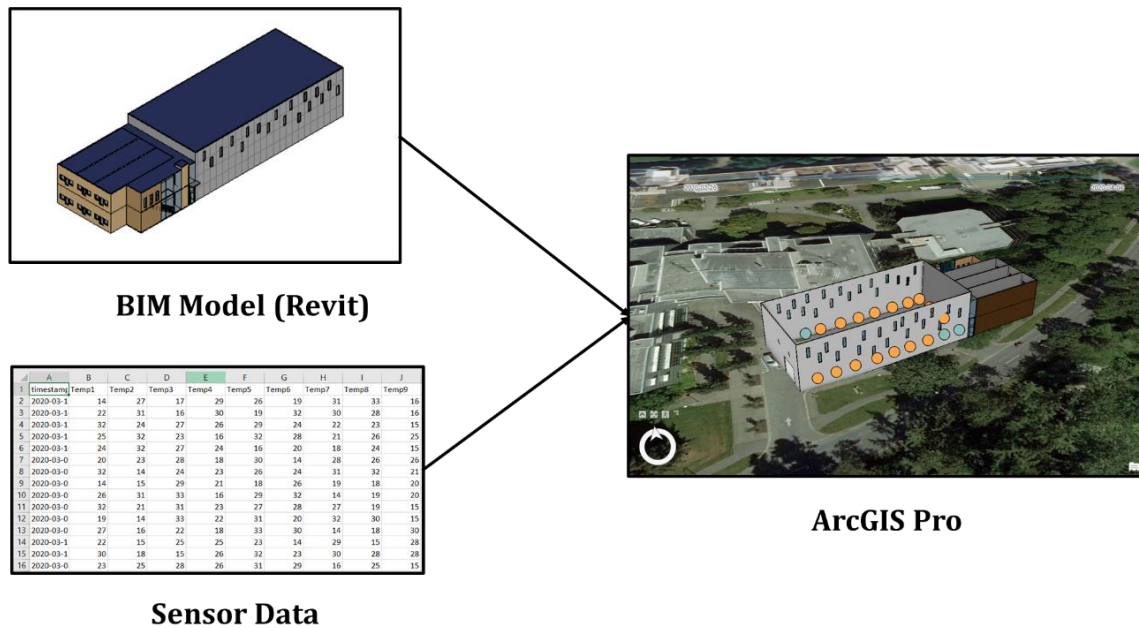 BIM Model (Revit)
A B C D E F G H I J
1 timestamp Temp1 Temp2 Temp3 Temp4 Temp5 Temp6 Temp7 Temp8 Temp9
2 2020-03-1 14 27 17 29 26 19 31 33 16
3 2020-03-1 22 31 16 30 19 32 30 28 16
4 2020-03-1 32 24 27 26 29 24 22 23 15
5 2020-03-1 25 32 23 16 32 28 21 26 25
6 2020-03-1 24 32 27 24 16 20 18 24 15
7 2020-03-0 20 23 28 18 30 14 28 26 26
8 2020-03-0 32 14 24 23 26 24 31 32 21
9 2020-03-0 14 15 29 21 18 26 19 18 20
10 2020-03-0 26 31 33 16 29 32 14 19 20
11 2020-03-0 32 21 31 23 27 28 27 19 15
12 2020-03-0 19 14 33 22 31 20 32 30 15
13 2020-03-0 27 16 22 18 33 30 14 18 30
14 2020-03-1 22 15 25 25 23 14 29 15 28
15 2020-03-0 30 18 15 26 32 23 30 28 28
16 2020-03-0 23 25 28 26 31 29 16 25 15
Sensor Data
ArcGIS Pro